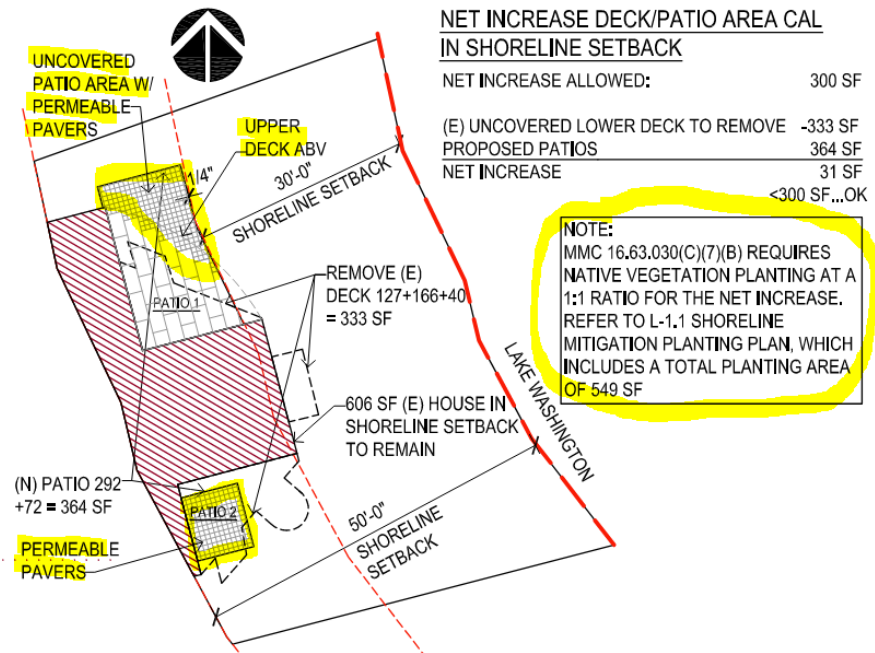 NET INCREASE DECK/PATIO AREA CAL
IN SHORELINE SETBACK
NET INCREASE ALLOWED: 300 SF
(E) UNCOVERED LOWER DECK TO REMOVE -333 SF
PROPOSED PATIOS 364 SF
NET INCREASE 31 SF
<300 SF...OK
NOTE:
MMC 16.63.030(C)(7)(B) REQUIRES
NATIVE VEGETATION PLANTING AT A
1:1 RATIO FOR THE NET INCREASE.
REFER TO L-1.1 SHORELINE
MITIGATION PLANTING PLAN, WHICH
INCLUDES A TOTAL PLANTING AREA
OF 549 SF
UNCOVERED
PATIO AREA W/
PERMEABLE
PAVERS
UPPER
DECK ABV
1/4"
30'-0"
SHORELINE SETBACK
PATIO 1
REMOVE (E)
DECK 127+166+40
= 333 SF
606 SF (E) HOUSE IN
SHORELINE SETBACK
TO REMAIN
LAKE WASHINGTON
(N) PATIO 292
+72 = 364 SF
PATIO 2
PERMEABLE
PAVERS
50'-0"
SHORELINE
SETBACK